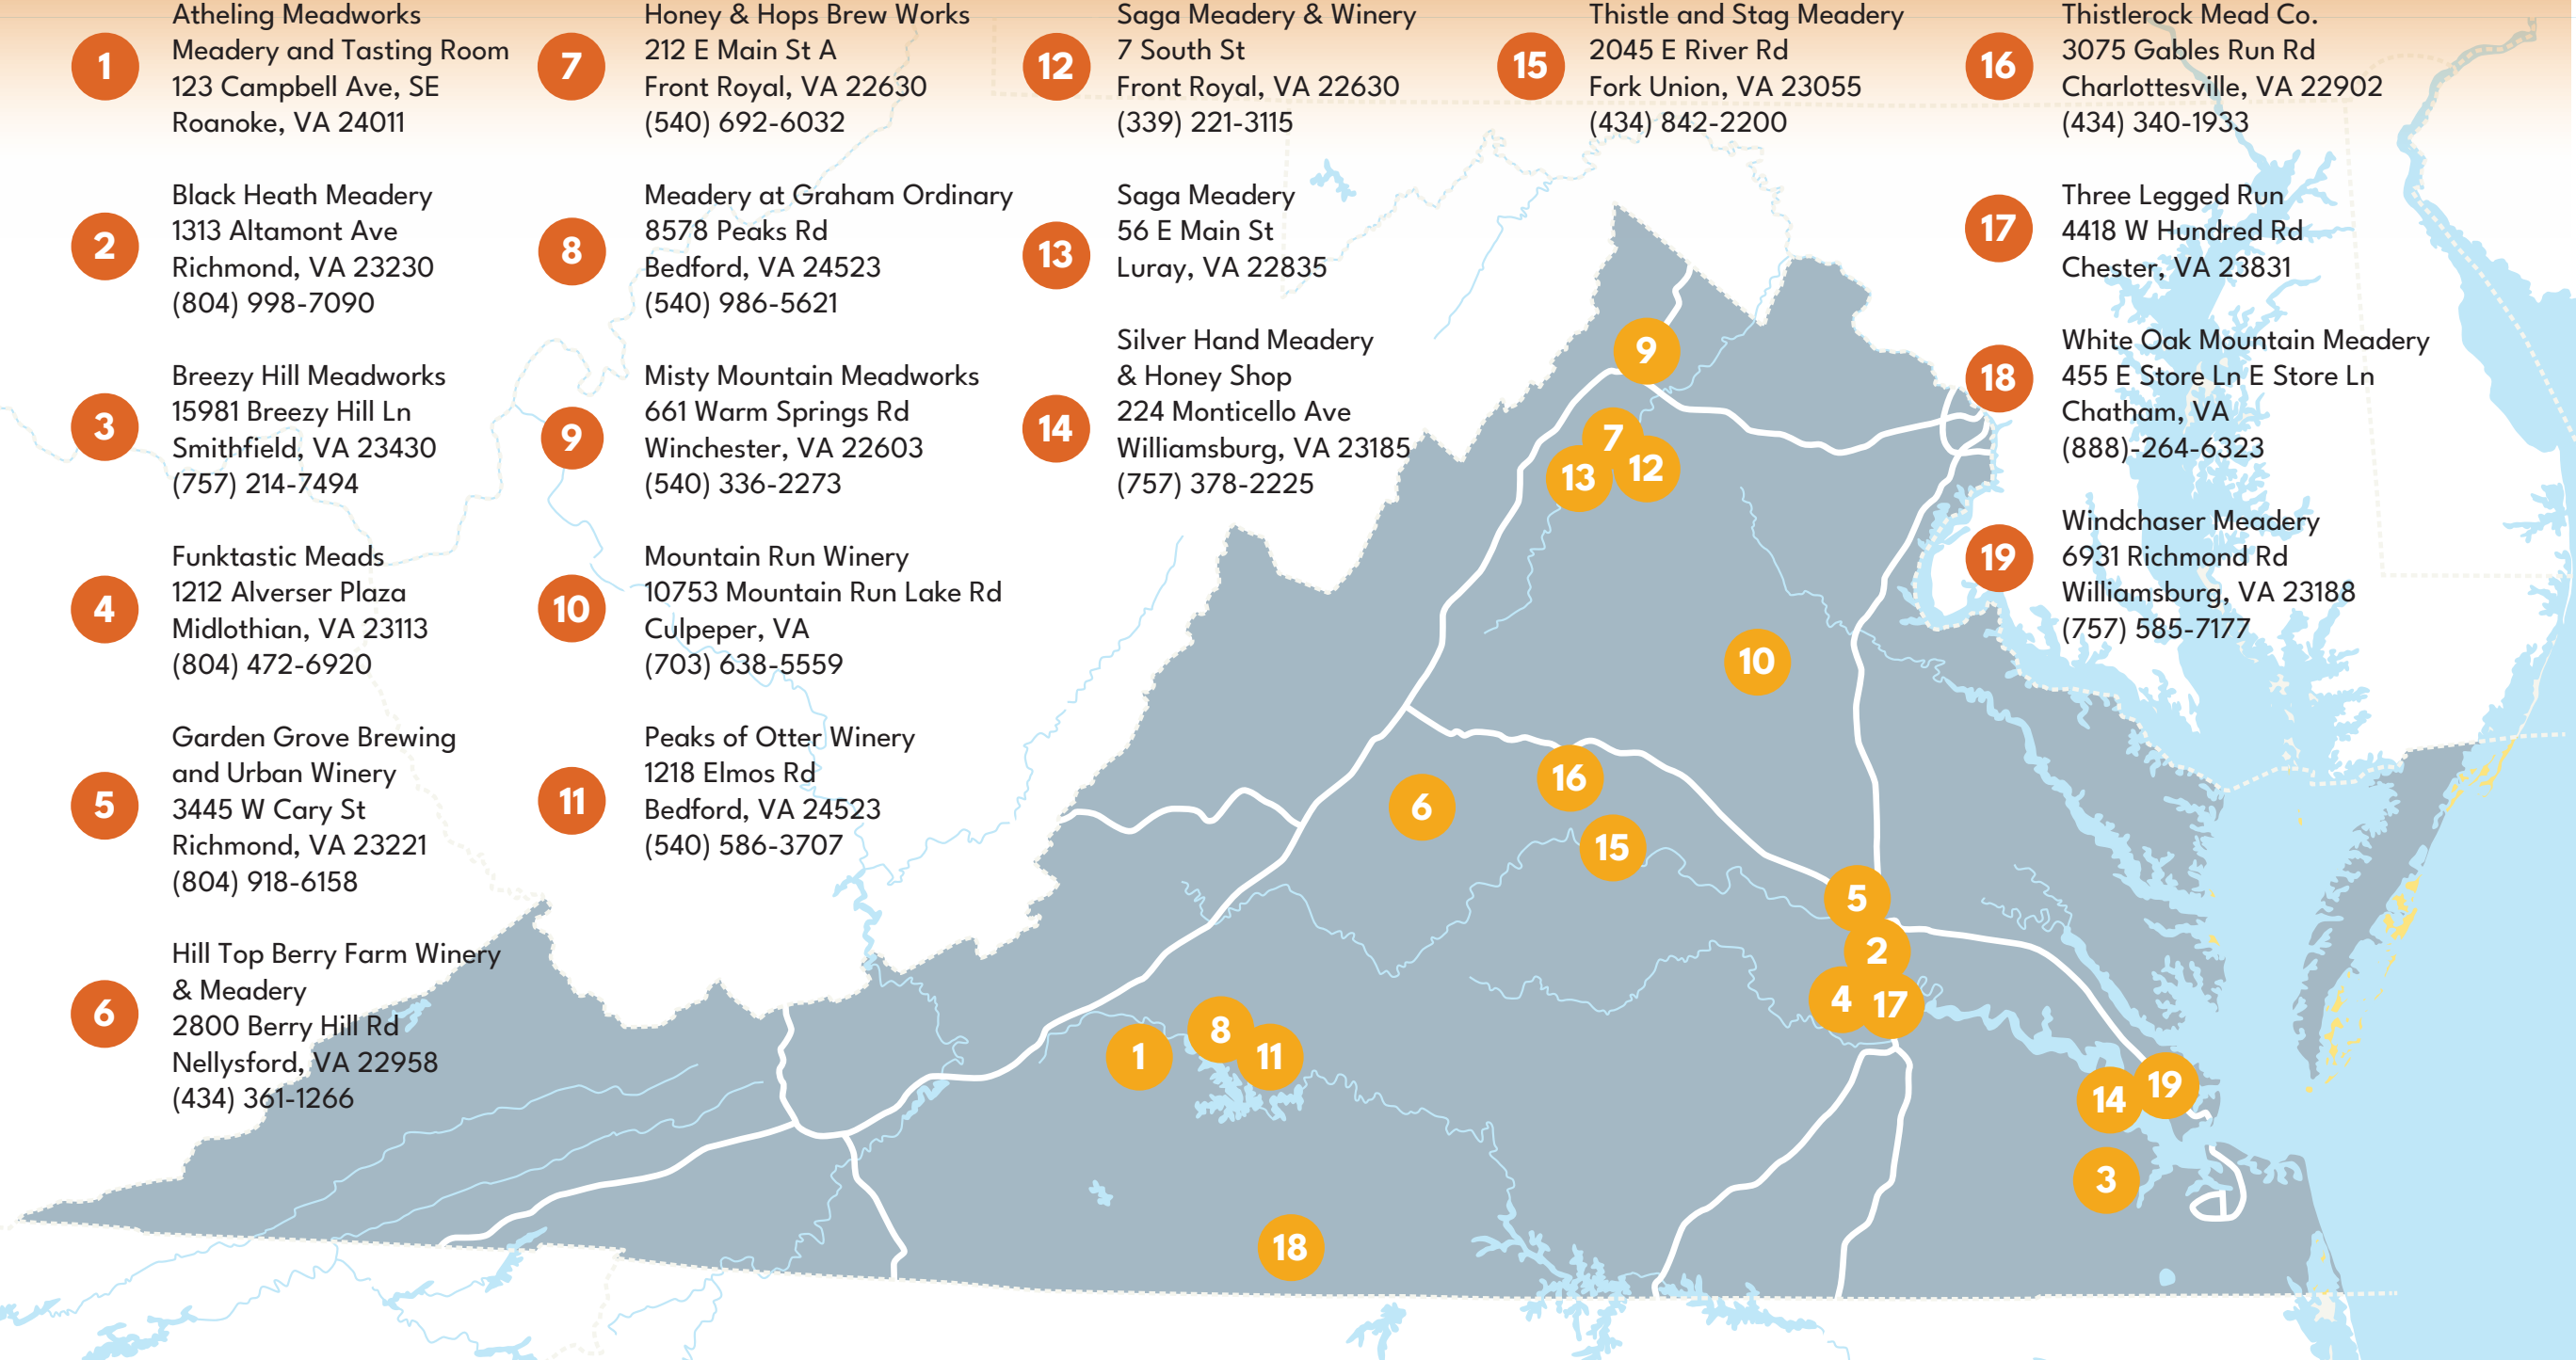 1
Atheling Meadworks
Meadery and Tasting Room
123 Campbell Ave, SE
Roanoke, VA 24011
2
Black Heath Meadery
1313 Altamont Ave
Richmond, VA 23230
(804) 998-7090
3
Breezy Hill Meadworks
15981 Breezy Hill Ln
Smithfield, VA 23430
(757) 214-7494
4
Funktastic Meads
1212 Alverser Plaza
Midlothian, VA 23113
(804) 472-6920
5
Garden Grove Brewing
and Urban Winery
3445 W Cary St
Richmond, VA 23221
(804) 918-6158
6
Hill Top Berry Farm Winery
& Meadery
2800 Berry Hill Rd
Nellysford, VA 22958
(434) 361-1266
7
Honey & Hops Brew Works
212 E Main St A
Front Royal, VA 22630
(540) 692-6032
8
Meadery at Graham Ordinary
8578 Peaks Rd
Bedford, VA 24523
(540) 986-5621
9
Misty Mountain Meadworks
661 Warm Springs Rd
Winchester, VA 22603
(540) 336-2273
10
Mountain Run Winery
10753 Mountain Run Lake Rd
Culpeper, VA
(703) 638-5559
11
Peaks of Otter Winery
1218 Elmos Rd
Bedford, VA 24523
(540) 586-3707
12
Saga Meadery & Winery
7 South St
Front Royal, VA 22630
(339) 221-3115
13
Saga Meadery
56 E Main St
Luray, VA 22835
14
Silver Hand Meadery
& Honey Shop
224 Monticello Ave
Williamsburg, VA 23185
(757) 378-2225
15
Thistle and Stag Meadery
2045 E River Rd
Fork Union, VA 23055
(434) 842-2200
16
Thistlerock Mead Co.
3075 Gables Run Rd
Charlottesville, VA 22902
(434) 340-1933
17
Three Legged Run
4418 W Hundred Rd
Chester, VA 23831
18
White Oak Mountain Meadery
455 E Store Ln E Store Ln
Chatham, VA
(888)-264-6323
19
Windchaser Meadery
6931 Richmond Rd
Williamsburg, VA 23188
(757) 585-7177
9
7
13
12
10
16
6
15
5
2
4
17
8
1
11
14
19
3
18